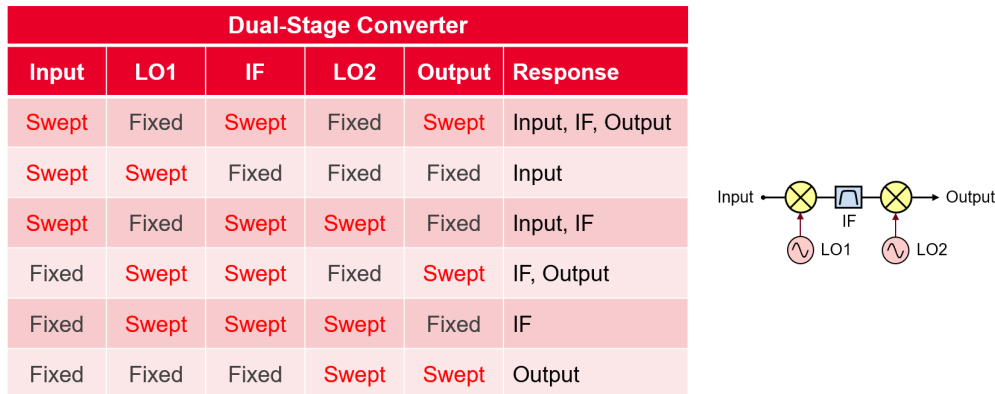 Dual-Stage Converter
Input LO1 IF LO2 Output Response
Swept Fixed Swept Fixed Swept Input, IF, Output
Swept Swept Fixed Fixed Fixed Input
Swept Fixed Swept Swept Fixed Input, IF
Fixed Swept Swept Fixed Swept IF, Output
Fixed Swept Swept Swept Fixed IF
Fixed Fixed Fixed Swept Swept Output
Input Output
IF
LO1 LO2